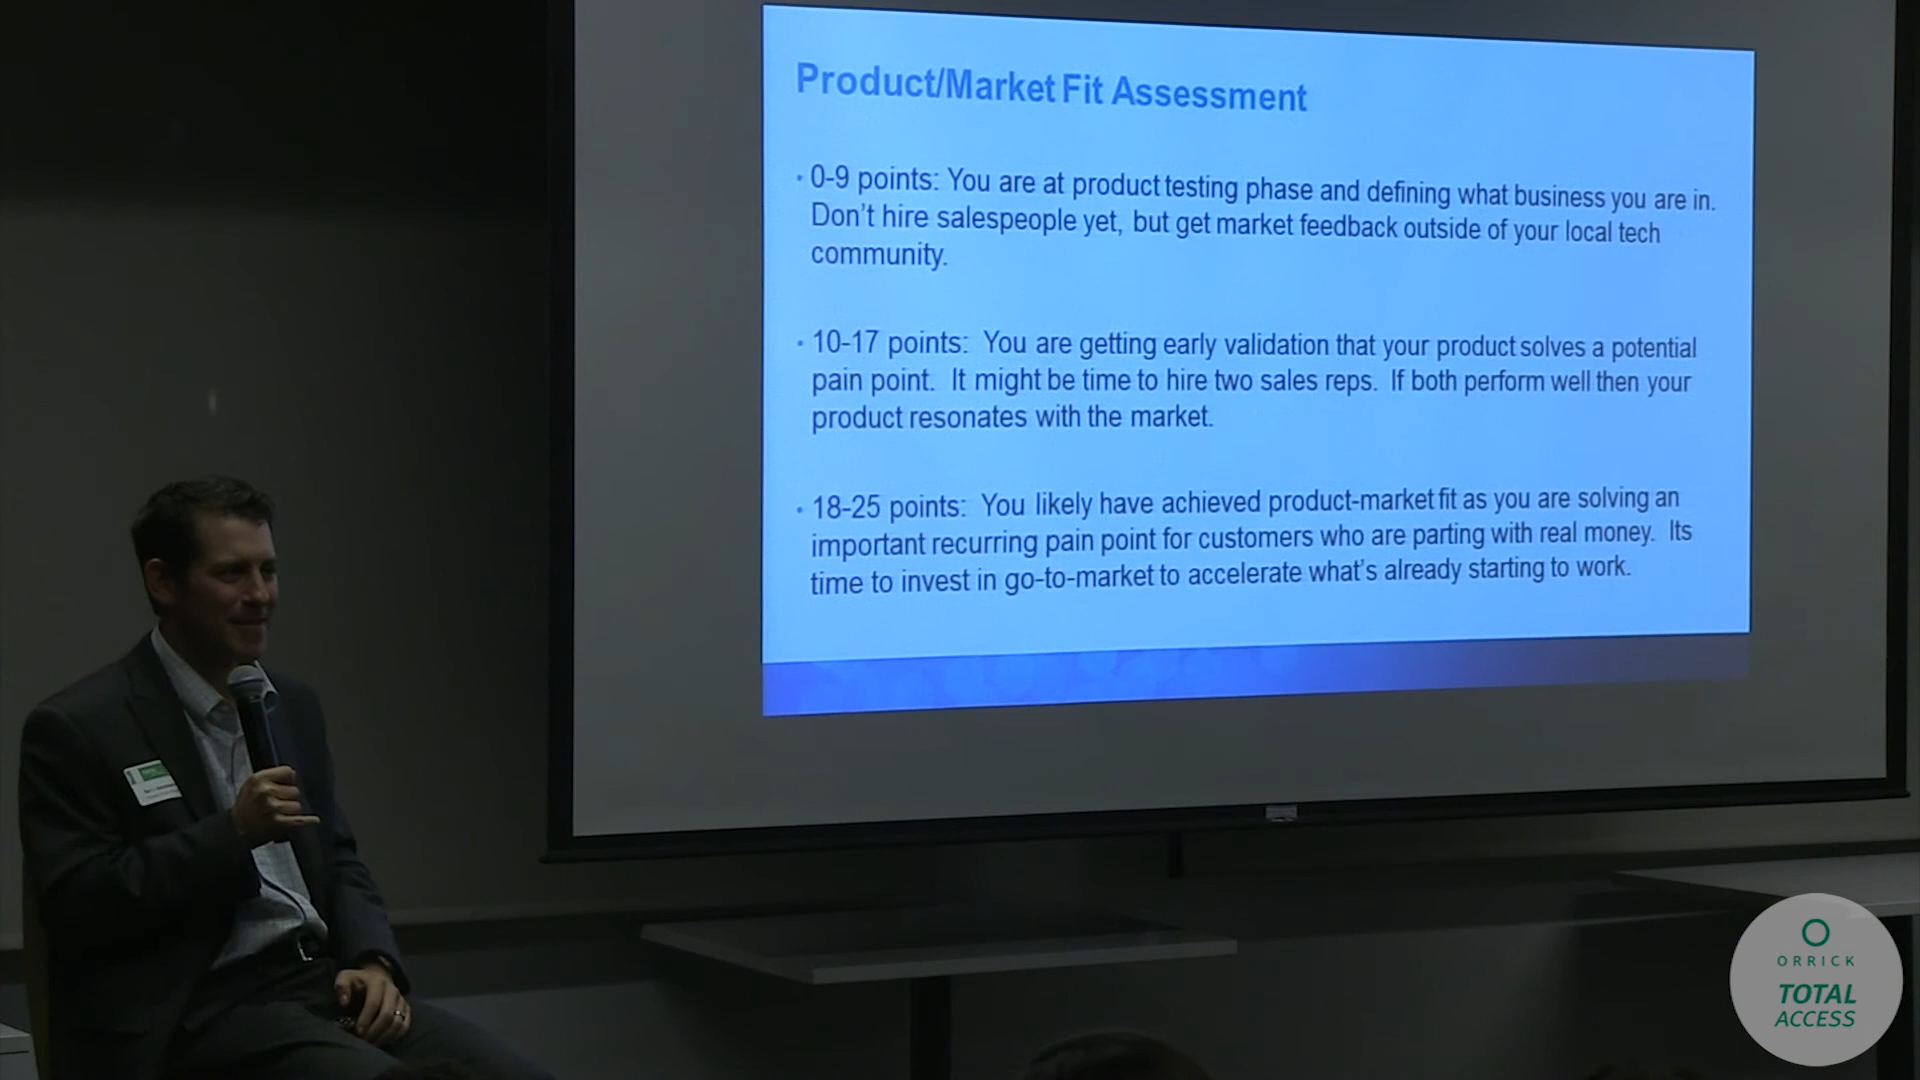 Product/Market Fit Assessment
• 0-9 points: You are at product testing phase and defining what business you are in.
Don't hire salespeople yet, but get market feedback outside of your local tech
community.
• 10-17 points: You are getting early validation that your product solves a potential
pain point. It might be time to hire two sales reps. If both perform well then your
product resonates with the market.
• 18-25 points: You likely have achieved product-market fit as you are solving an
important recurring pain point for customers who are parting with real money. Its
time to invest in go-to-market to accelerate what's already starting to work.
ORRICK
TOTAL
ACCESS